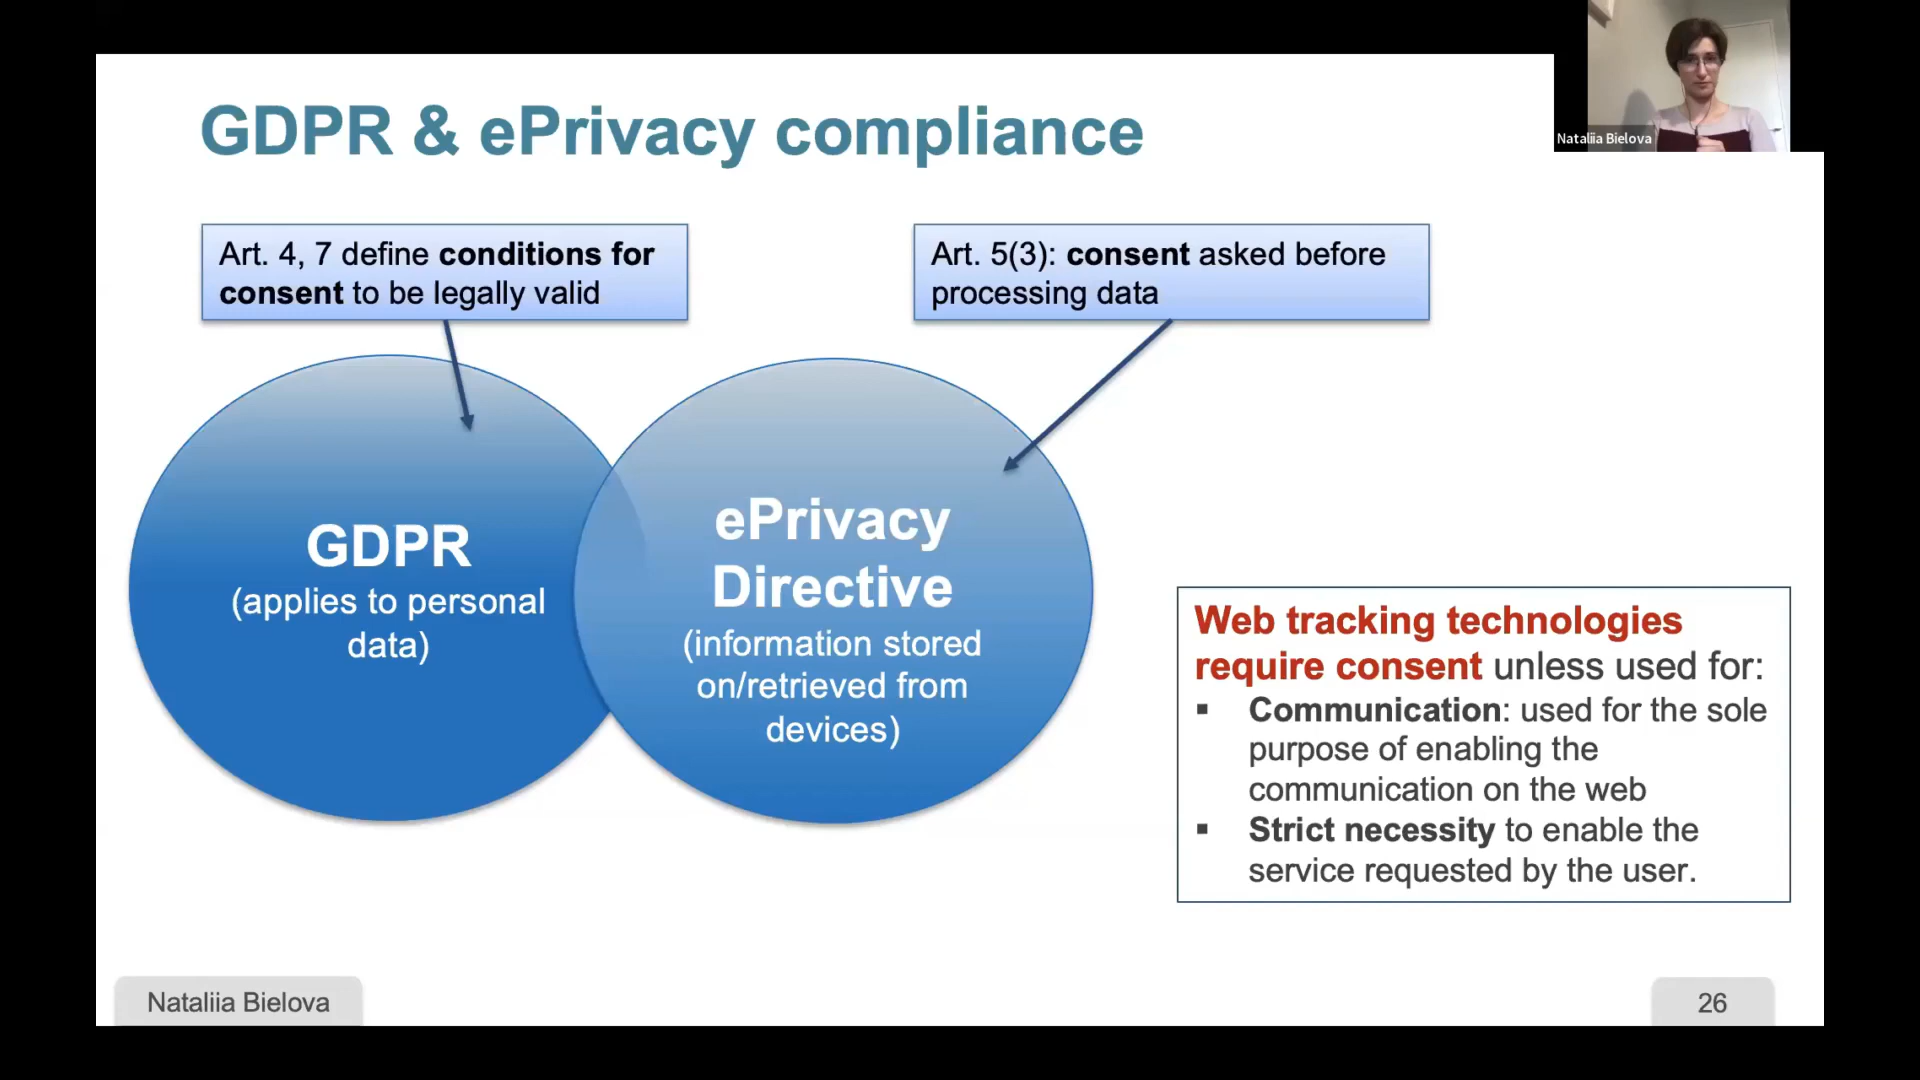 GDPR & ePrivacy compliance
Nataliia Bielova
Art. 4, 7 define conditions for
consent to be legally valid
Art. 5(3): consent asked before
processing data
GDPR
(applies to personal
data)
ePrivacy
Directive
(information stored
on/retrieved from
devices)
Web tracking technologies
require consent unless used for:
▪ Communication: used for the sole
purpose of enabling the
communication on the web
▪ Strict necessity to enable the
service requested by the user.
Nataliia Bielova
26